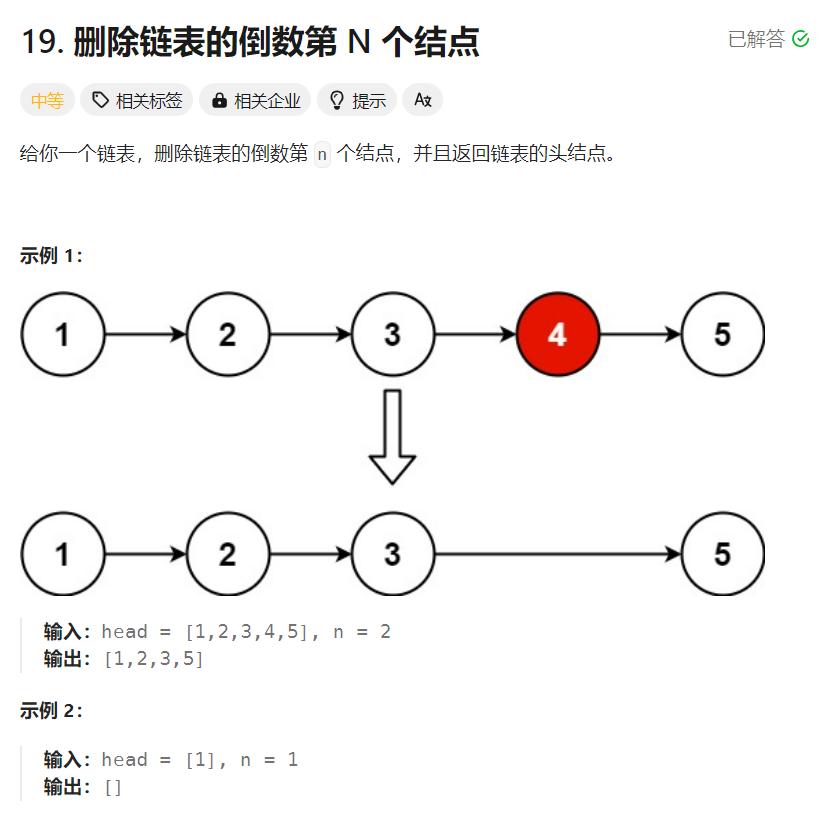 19. 删除链表的倒数第 N 个结点
已解答
中等 相关标签 相关企业 提示 Aあ
给你一个链表，删除链表的倒数第 n 个结点，并且返回链表的头结点。
示例 1：
1 2 3 4 5
1 2 3 5
输入：head = [1,2,3,4,5], n = 2
输出：[1,2,3,5]
示例 2：
输入：head = [1], n = 1
输出：[]